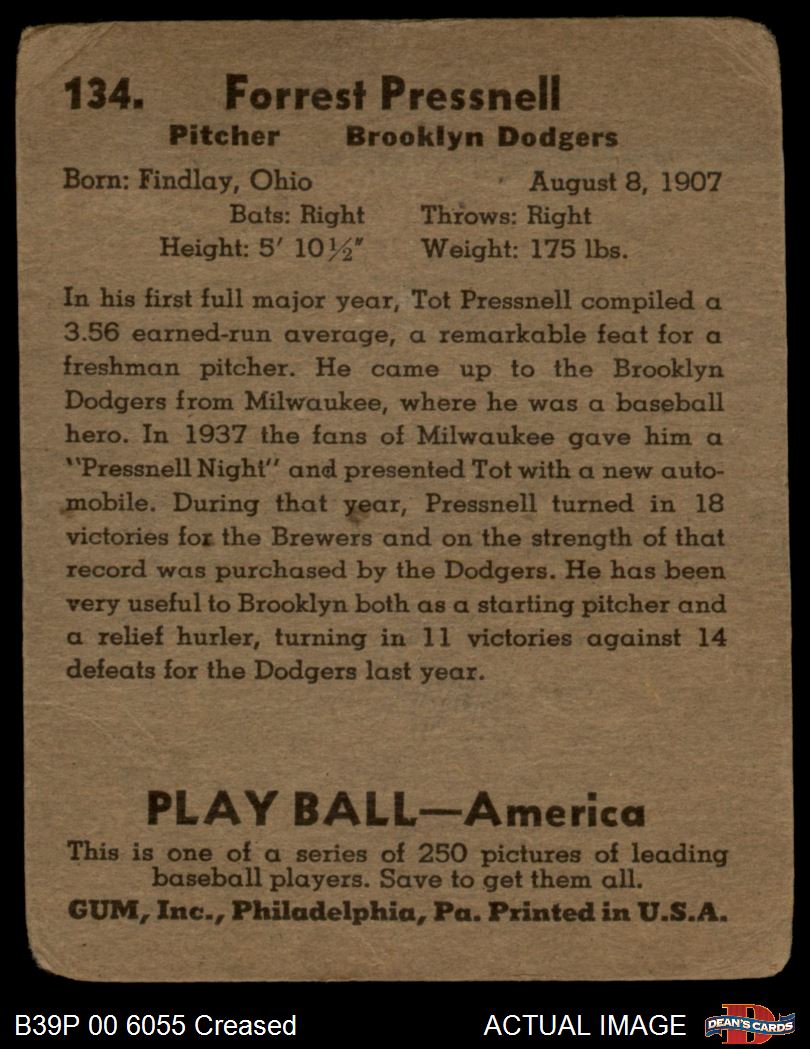 134. Forrest Pressnell
Pitcher Brooklyn Dodgers
Born: Findlay, Ohio August 8, 1907
Bats: Right Throws: Right
Height: 5′ 10½″ Weight: 175 lbs.
In his first full major year, Tot Pressnell compiled a
3.56 earned-run average, a remarkable feat for a
freshman pitcher. He came up to the Brooklyn
Dodgers from Milwaukee, where he was a baseball
hero. In 1937 the fans of Milwaukee gave him a
"Pressnell Night" and presented Tot with a new auto-
mobile. During that year, Pressnell turned in 18
victories for the Brewers and on the strength of that
record was purchased by the Dodgers. He has been
very useful to Brooklyn both as a starting pitcher and
a relief hurler, turning in 11 victories against 14
defeats for the Dodgers last year.
PLAY BALL—America
This is one of a series of 250 pictures of leading
baseball players. Save to get them all.
GUM, Inc., Philadelphia, Pa. Printed in U.S.A.
B39P 00 6055 Creased ACTUAL IMAGE
D
DEAN'S CARDS